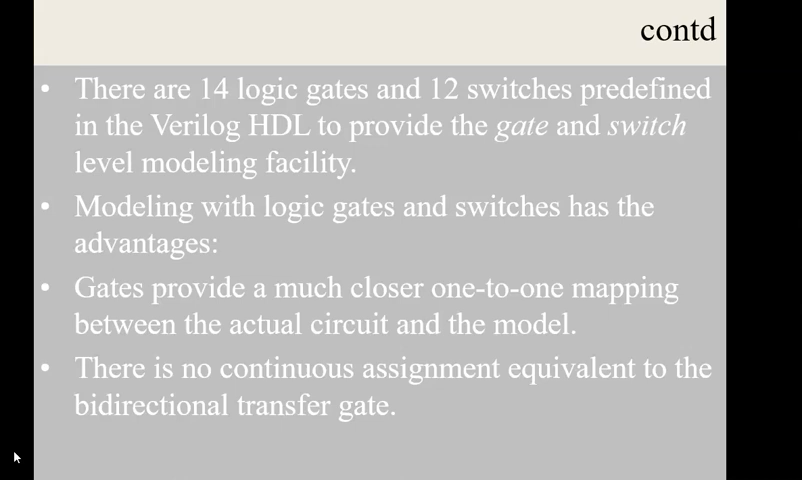 contd
• There are 14 logic gates and 12 switches predefined
in the Verilog HDL to provide the gate and switch
level modeling facility.
• Modeling with logic gates and switches has the
advantages:
• Gates provide a much closer one-to-one mapping
between the actual circuit and the model.
• There is no continuous assignment equivalent to the
bidirectional transfer gate.